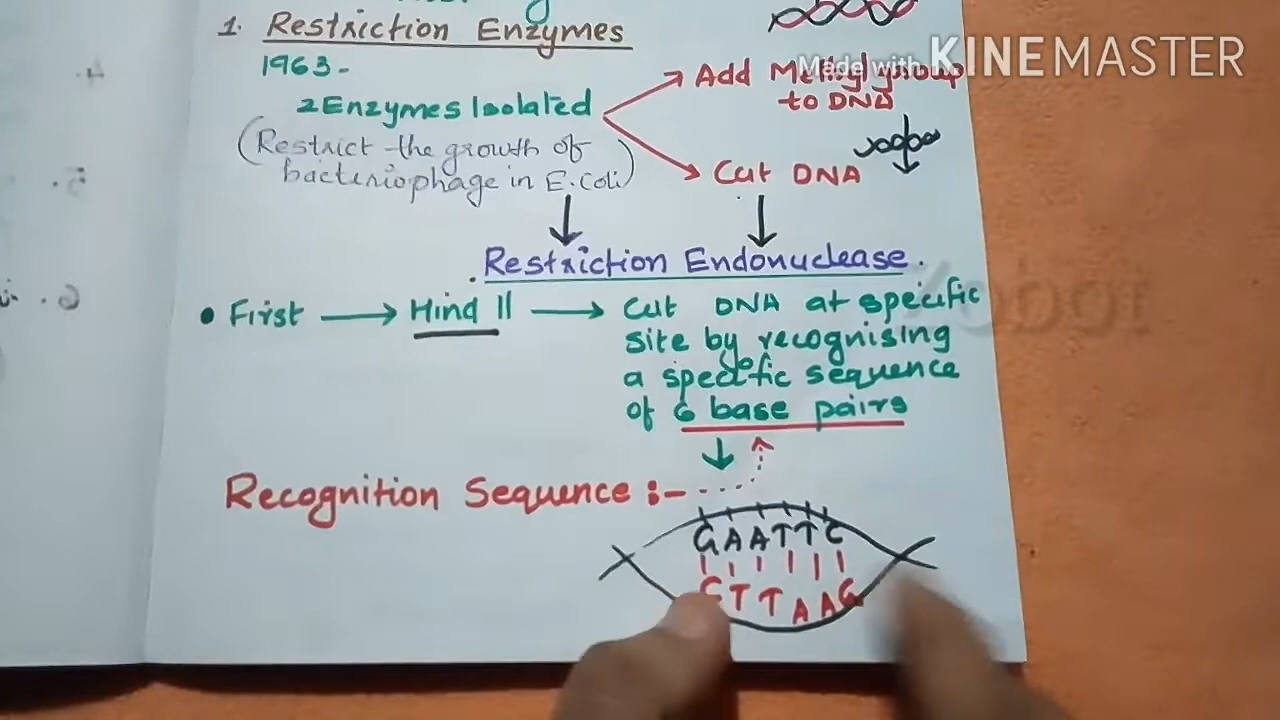 1. Restriction Enzymes
1963-
2 Enzymes Isolated
(Restrict the growth of
bacteriophage in E.Coli)
Add Methyl group
to DNA
Made with KINEMASTER
Cut DNA
Restriction Endonuclease.
• First → Hind II → Cut DNA at specific
site by recognising
a specific sequence
of 6 base pairs
Recognition Sequence :-
G A A T T C
C T T A A G